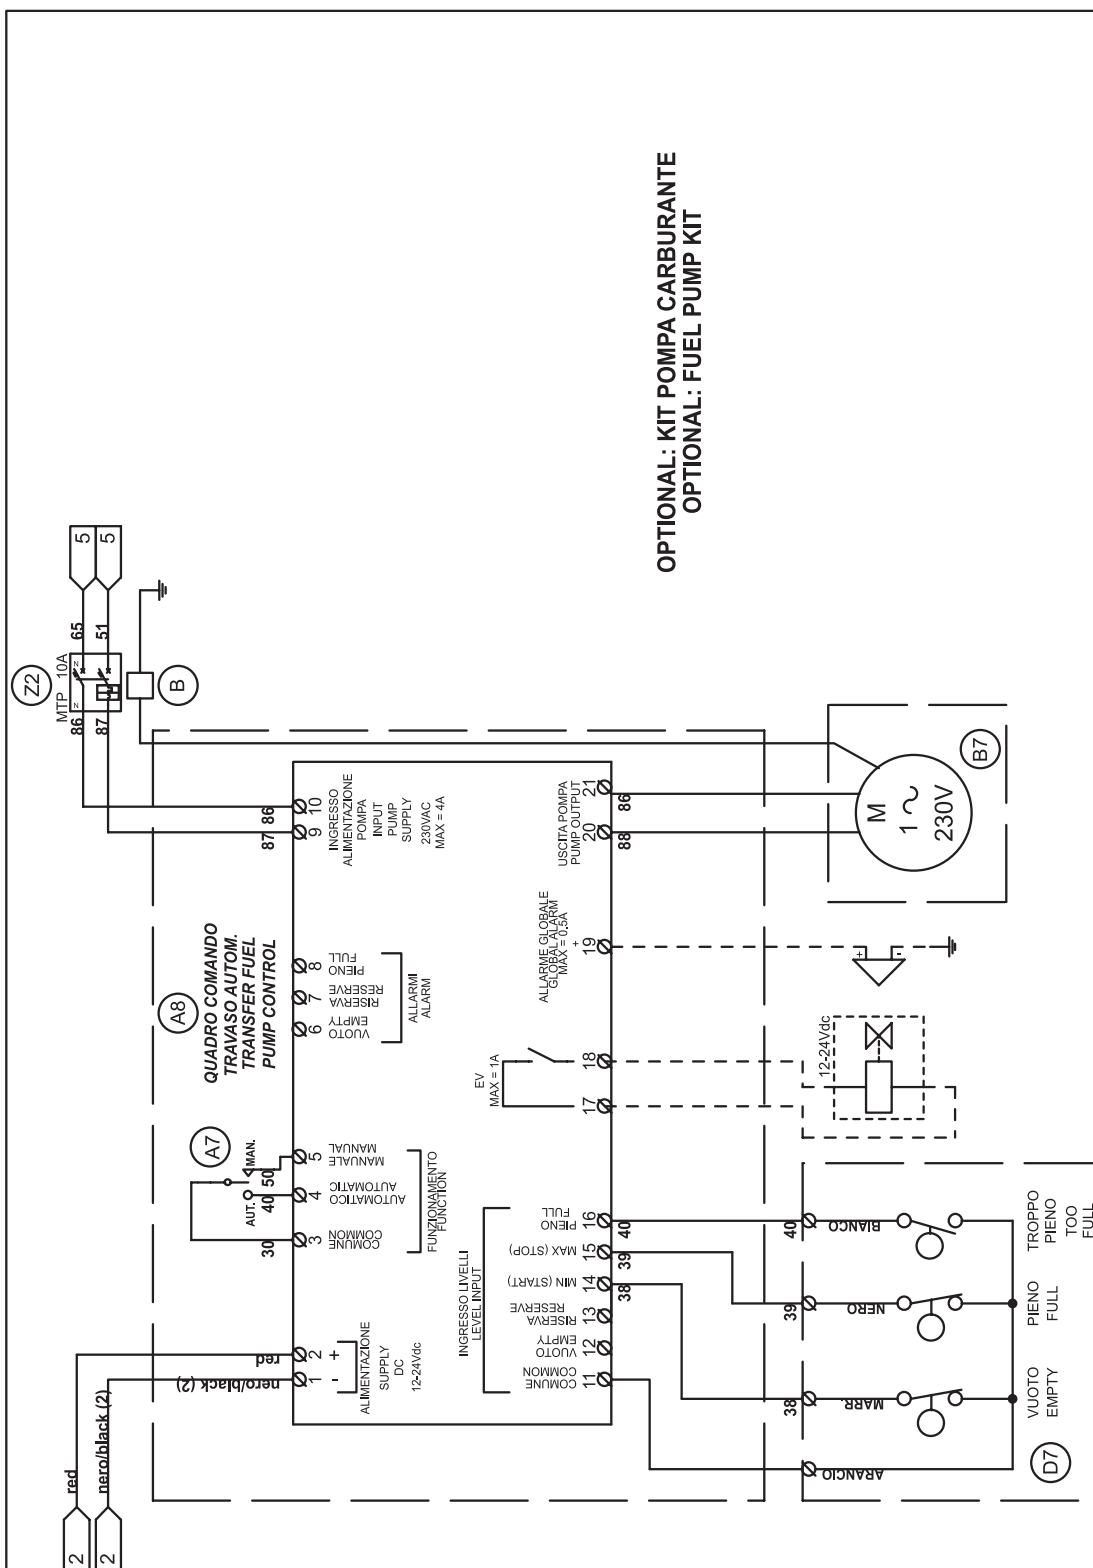 OPTIONAL: KIT POMPA CARBURANTE
OPTIONAL: FUEL PUMP KIT
5
5
65
51
Z2
MTP 10A
N
N
86
87
B
A8
QUADRO COMANDO
TRAVASO AUTOM.
TRANSFER FUEL
PUMP CONTROL
86
87
10
9
INGRESSO
ALIMENTAZIONE
POMPA
INPUT
PUMP
SUPPLY
230VAC
MAX = 4A
8
PIENO
FULL
7
RISERVA
RESERVE
6
VUOTO
EMPTY
ALLARMI
ALARM
A7
MAN.
AUT.
50
40
30
5
MANUALE
MANUAL
4
AUTOMATICO
AUTOMATIC
3
COMUNE
COMMON
FUNZIONAMENTO
FUNCTION
red
nero/black (2)
2
+
1
-
ALIMENTAZIONE
SUPPLY
DC
12-24Vdc
red
nero/black (2)
2
2
USCITA POMPA
PUMP OUTPUT
21
20
86
88
ALLARME GLOBALE
GLOBAL ALARM
MAX = 0.5A
+
19
EV
MAX = 1A
18
17
INGRESSO LIVELLI
LEVEL INPUT
PIENO
FULL
16
MAX (STOP)
15
MIN (START)
14
RISERVA
RESERVE
13
VUOTO
EMPTY
12
COMUNE
COMMON
11
40
39
38
M
1
230V
B7
+
-
12-24Vdc
40
BIANCO
TROPPO
PIENO
TOO
FULL
39
NERO
PIENO
FULL
38
MARR.
VUOTO
EMPTY
ARANCIO
D7